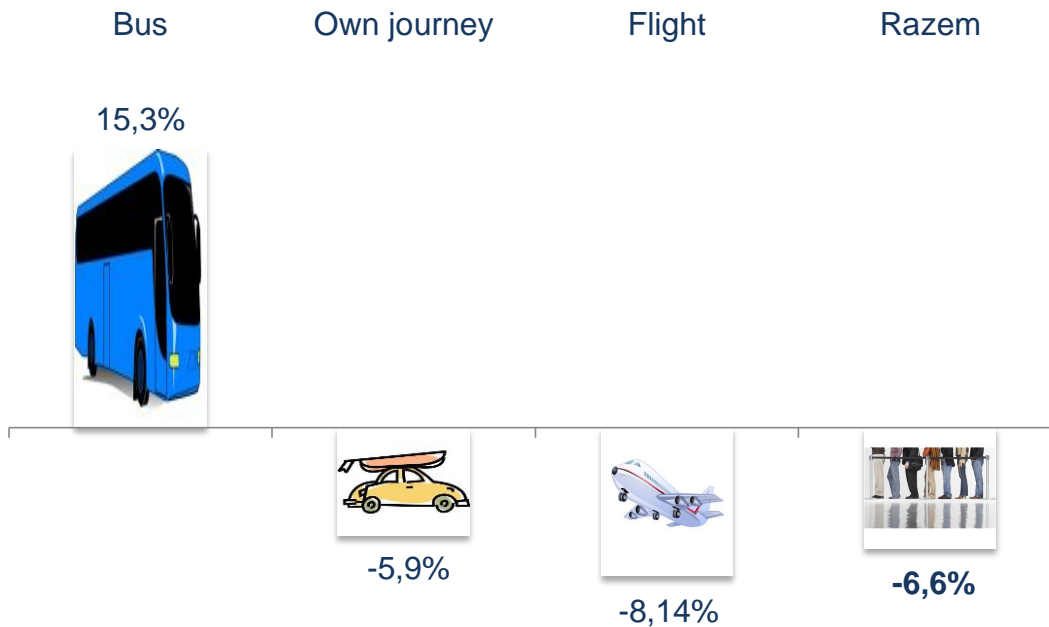 Bus
Own journey
Flight
Razem
15,3%
-5,9%
-8,14%
-6,6%